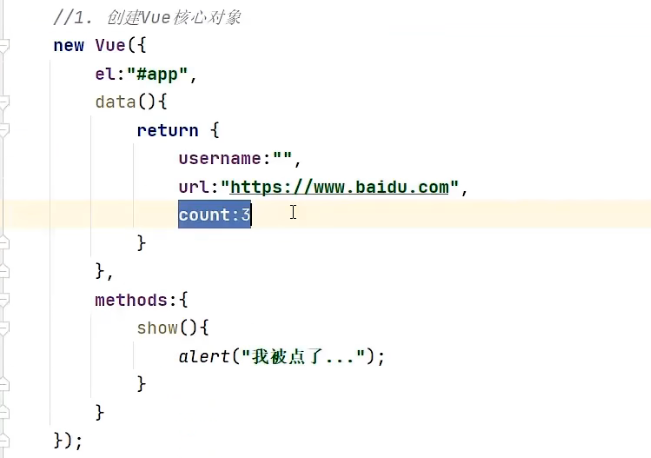 //1. 创建Vue核心对象
new Vue({
el:"#app",
data(){
return {
username:"",
url:"https://www.baidu.com",
count:3
}
},
methods:{
show(){
alert("我被点了...");
}
}
});